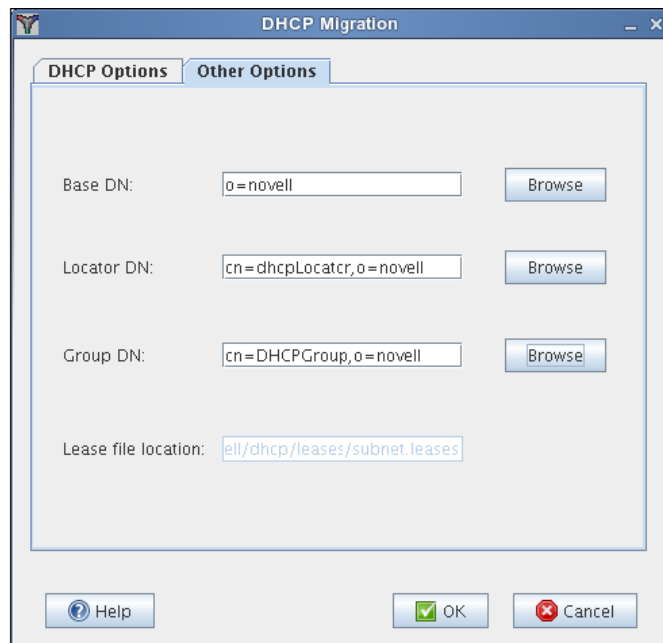 DHCP Migration
DHCP Options
Other Options
Base DN:
o=novell
Browse
Locator DN:
cn=dhcpLocatcr,o=novell
Browse
Group DN:
cn=DHCPGroup,o=novell
Browse
Lease file location:
ell/dhcp/leases/subnet.leases
Help
OK
Cancel